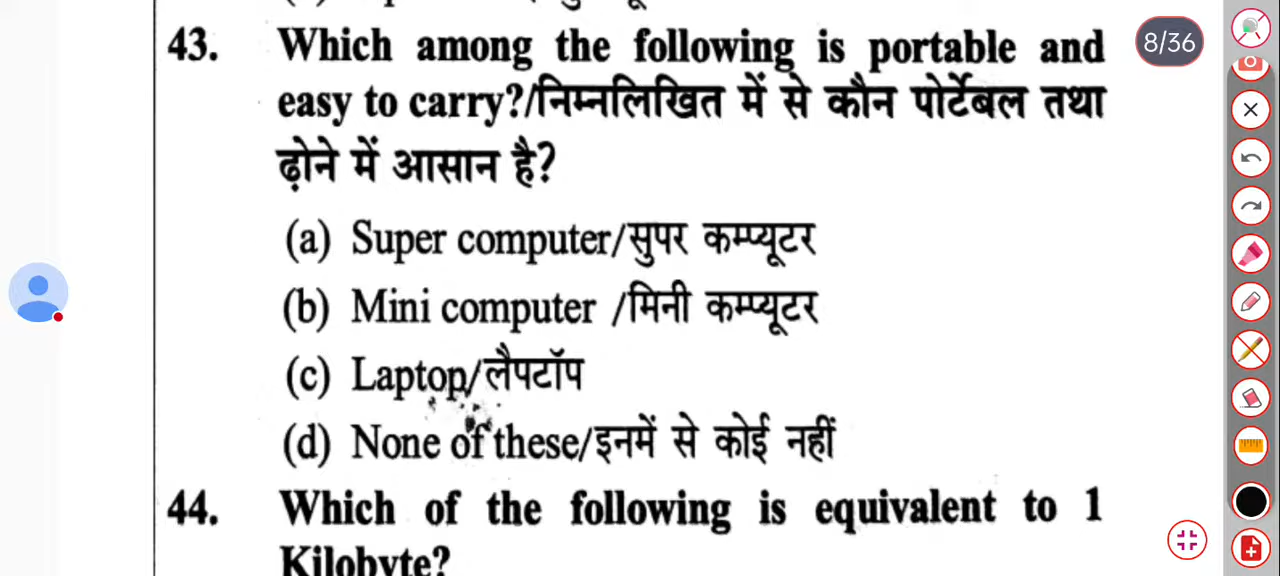 43. Which among the following is portable and
easy to carry?/निम्नलिखित में से कौन पोर्टेबल तथा
ढ़ोने में आसान है?
(a) Super computer/सुपर कम्प्यूटर
(b) Mini computer /मिनी कम्प्यूटर
(c) Laptop/लैपटॉप
(d) None of these/इनमें से कोई नहीं
44. Which of the following is equivalent to 1
Kilobyte?
8/36